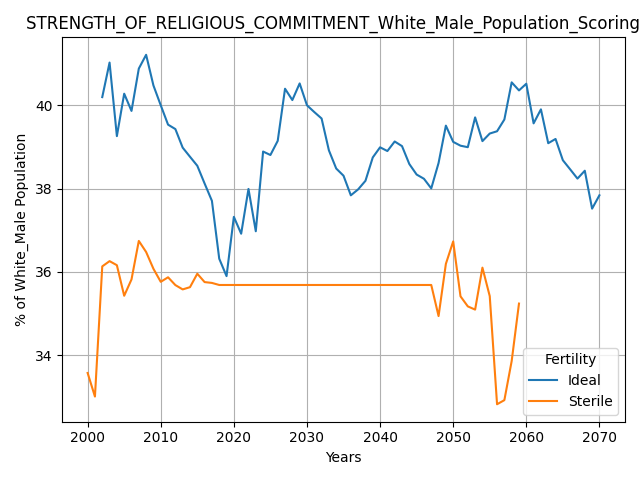 STRENGTH_OF_RELIGIOUS_COMMITMENT_White_Male_Population_Scoring
% of White_Male Population
40
38
36
34
2000 2010 2020 2030 2040 2050 2060 2070
Years
Fertility
Ideal
Sterile